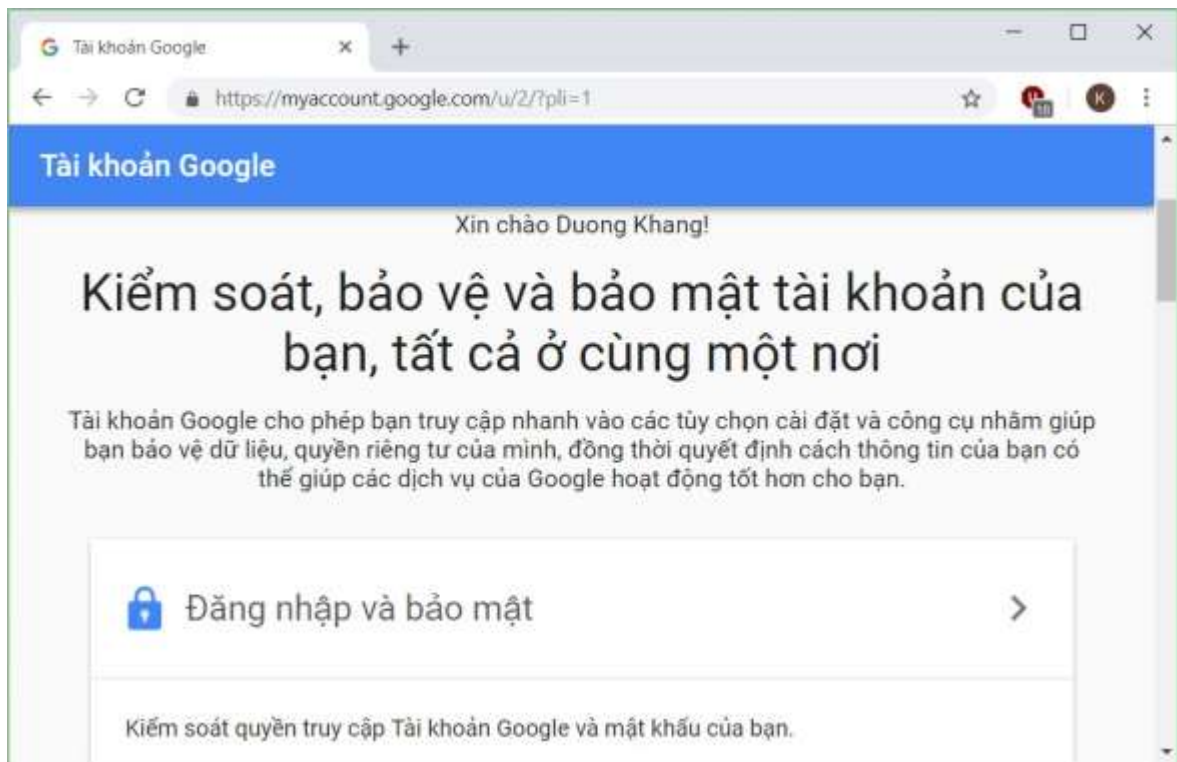 Tài khoản Google
https://myaccount.google.com/u/2/?pli=1
K
Tài khoản Google
Xin chào Duong Khang!
Kiểm soát, bảo vệ và bảo mật tài khoản của
bạn, tất cả ở cùng một nơi
Tài khoản Google cho phép bạn truy cập nhanh vào các tùy chọn cài đặt và công cụ nhằm giúp
bạn bảo vệ dữ liệu, quyền riêng tư của mình, đồng thời quyết định cách thông tin của bạn có
thể giúp các dịch vụ của Google hoạt động tốt hơn cho bạn.
Đăng nhập và bảo mật
Kiểm soát quyền truy cập Tài khoản Google và mật khẩu của bạn.